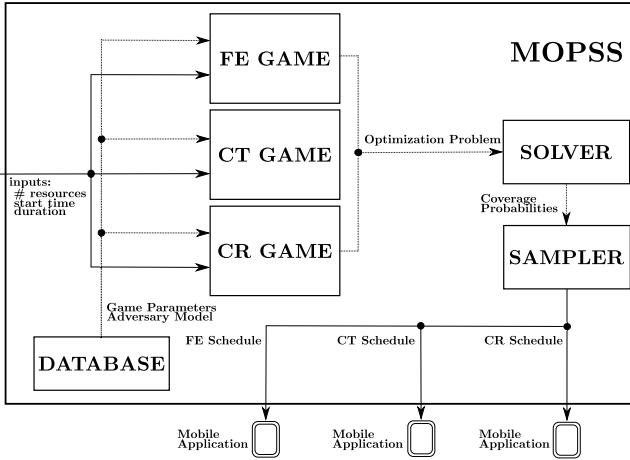 MOPSS
FE GAME
CT GAME
CR GAME
Optimization Problem
SOLVER
Coverage
Probabilities
SAMPLER
inputs:
# resources
start time
duration
Game Parameters
Adversary Model
DATABASE
FE Schedule
CT Schedule
CR Schedule
Mobile
Application
Mobile
Application
Mobile
Application